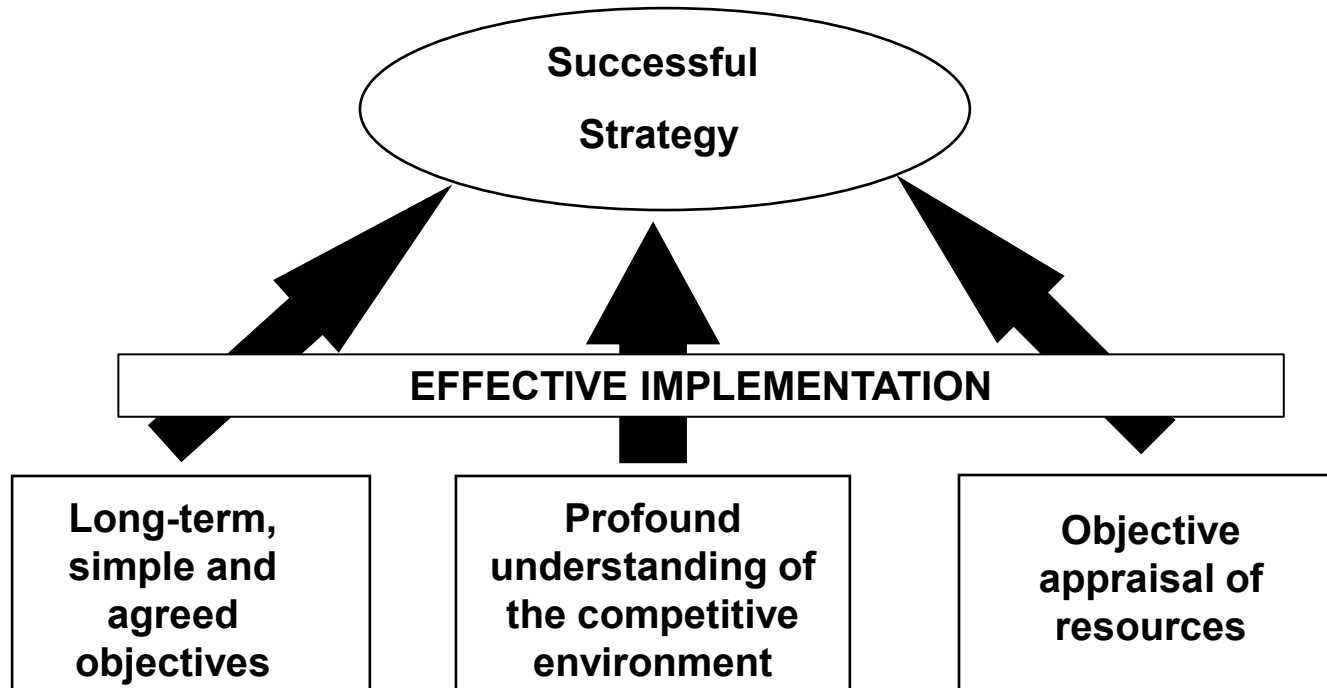 Successful
Strategy
EFFECTIVE IMPLEMENTATION
Long-term,
simple and
agreed
objectives
Profound
understanding of
the competitive
environment
Objective
appraisal of
resources